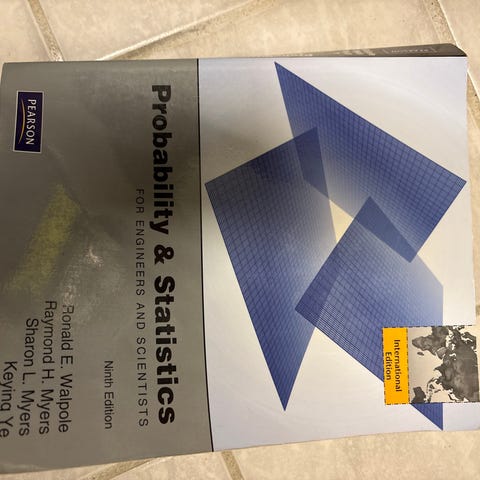 PEARSON
Probability & Statistics
FOR ENGINEERS AND SCIENTISTS
Ninth Edition
Ronald E. Walpole
Raymond H. Myers
Sharon L. Myers
Keying Ye
International
Edition